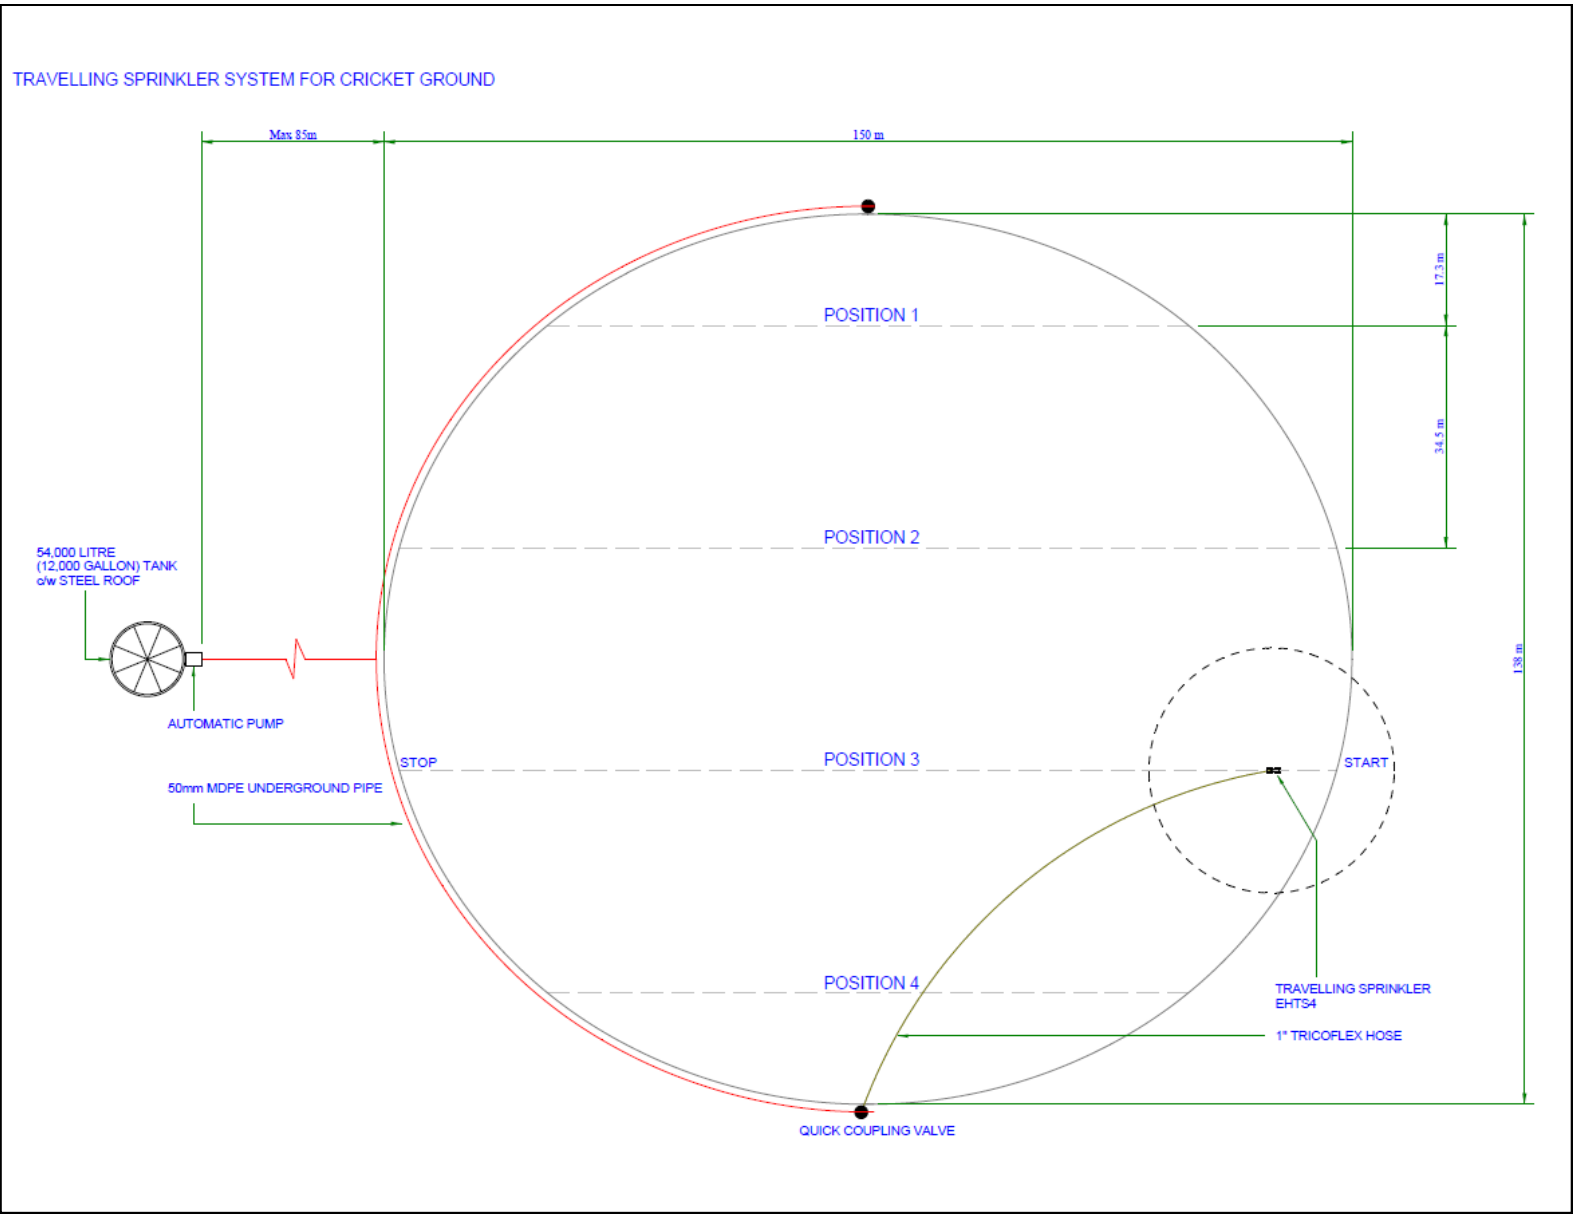 TRAVELLING SPRINKLER SYSTEM FOR CRICKET GROUND
Max 85m
150 m
17.3 m
POSITION 1
34.5 m
POSITION 2
54,000 LITRE
(12,000 GALLON) TANK
c/w STEEL ROOF
138 m
AUTOMATIC PUMP
STOP
POSITION 3
START
50mm MDPE UNDERGROUND PIPE
POSITION 4
TRAVELLING SPRINKLER
EHTS4
1" TRICOFLEX HOSE
QUICK COUPLING VALVE